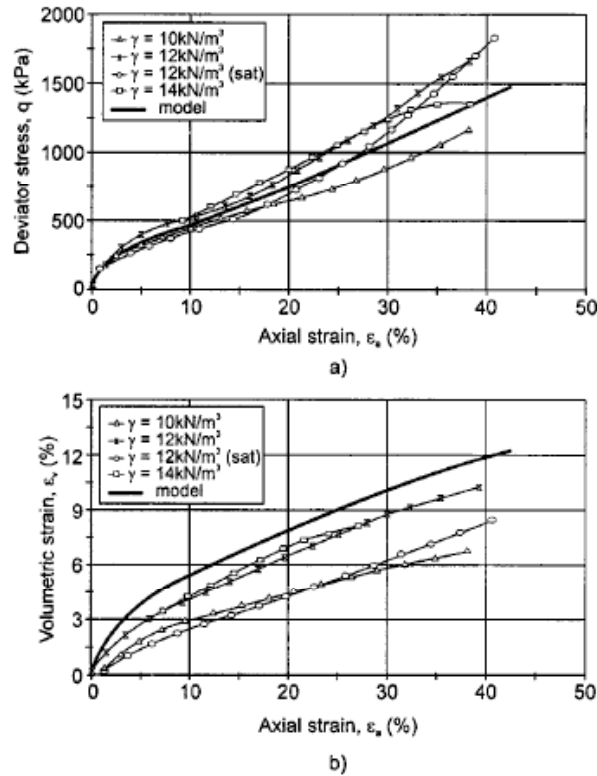 2000
1750
1500
1000
500
250
0
Deviator stress, q (kPa)
γ = 10kN/m³
γ = 12kN/m³
γ = 12kN/m³ (sat)
γ = 14kN/m³
model
0 10 20 30 40 50
Axial strain, εₐ (%)
a)
15
12
9
6
3
0
Volumetric strain, εᵥ (%)
γ = 10kN/m³
γ = 12kN/m³
γ = 12kN/m³ (sat)
γ = 14kN/m³
model
0 10 20 30 40 50
Axial strain, εₐ (%)
b)